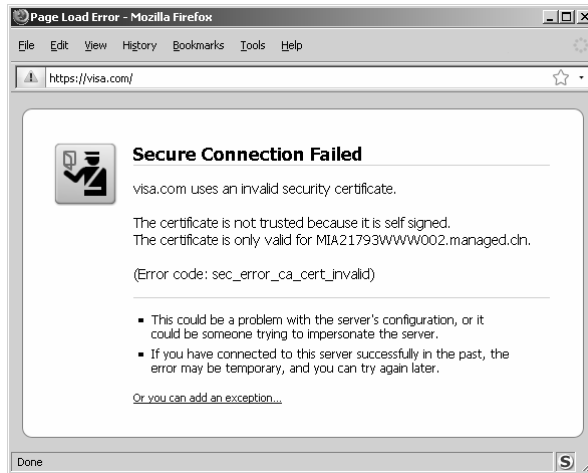 Page Load Error - Mozilla Firefox
File Edit View History Bookmarks Tools Help
https://visa.com/
Secure Connection Failed
visa.com uses an invalid security certificate.
The certificate is not trusted because it is self signed.
The certificate is only valid for MIA21793WWW002.managed.cln.
(Error code: sec_error_ca_cert_invalid)
This could be a problem with the server's configuration, or it
could be someone trying to impersonate the server.
If you have connected to this server successfully in the past, the
error may be temporary, and you can try again later.
Or you can add an exception...
Done
S